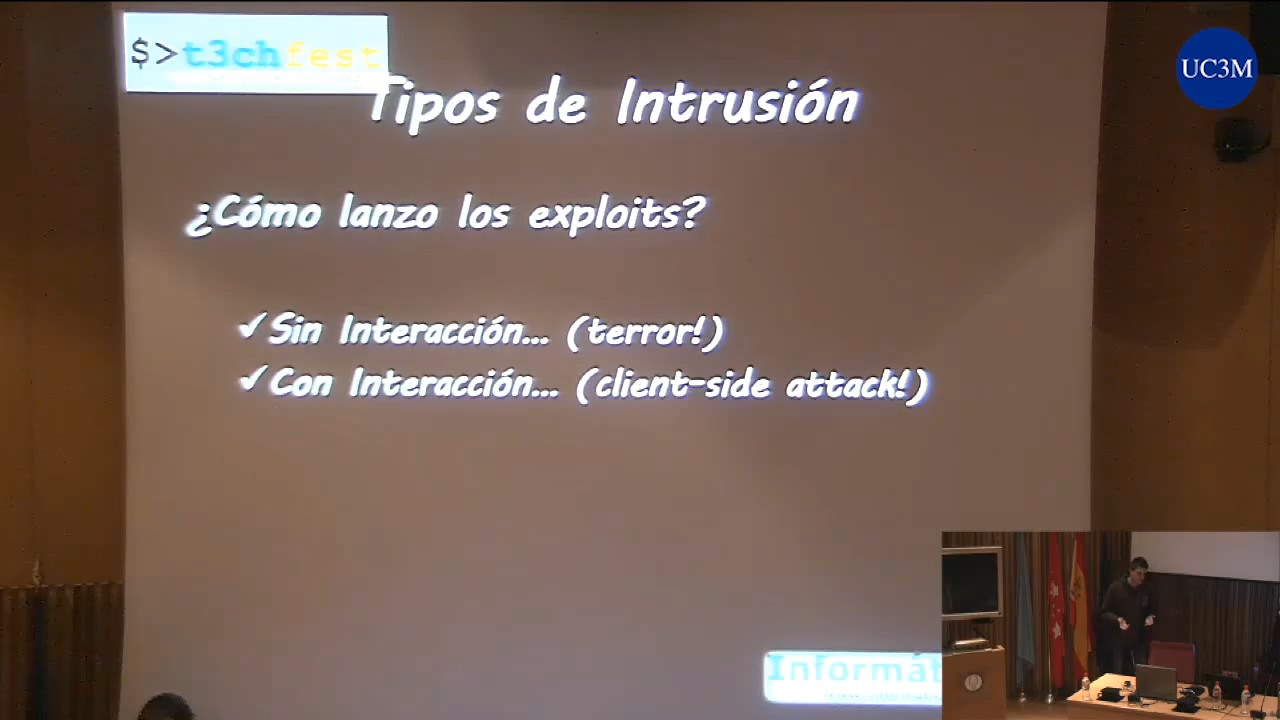 $>t3chfest
UC3M
Tipos de Intrusión
¿Cómo lanzo los exploits?
✓Sin Interacción... (terror!)
✓Con Interacción... (client-side attack!)
Informát